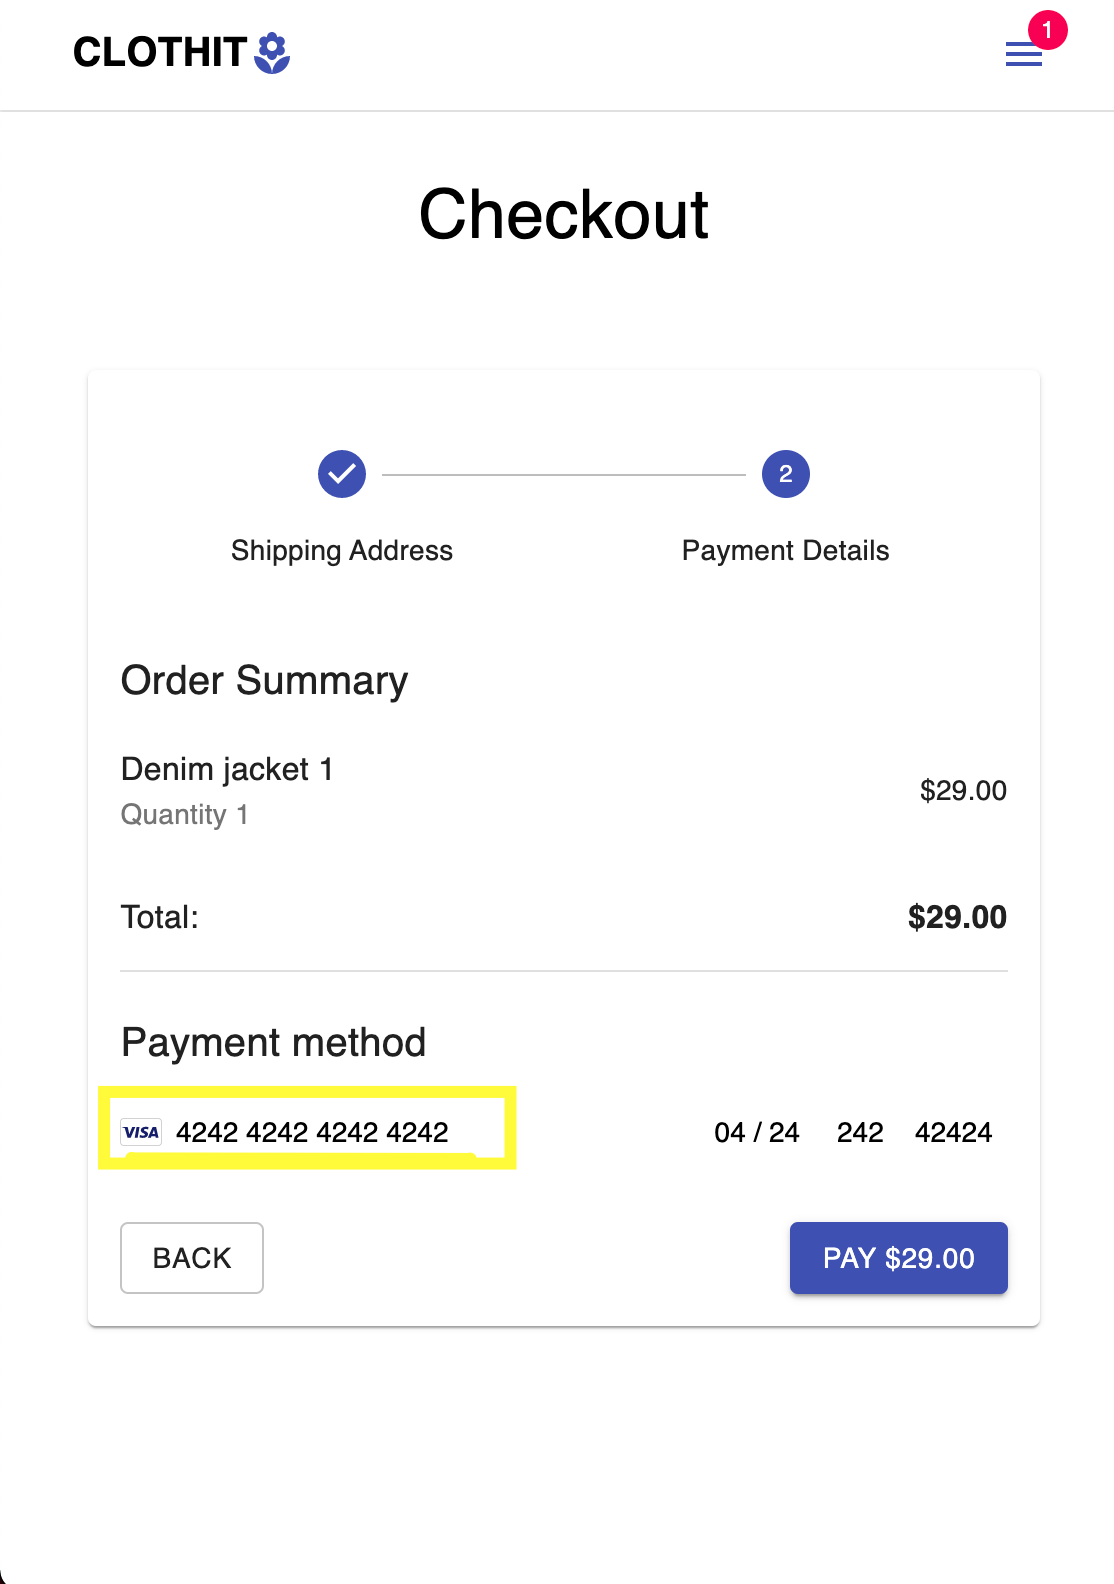 CLOTHIT
1
Checkout
2
Shipping Address
Payment Details
Order Summary
Denim jacket 1
Quantity 1
$29.00
Total:
$29.00
Payment method
VISA 4242 4242 4242 4242 04 / 24 242 42424
BACK
PAY $29.00